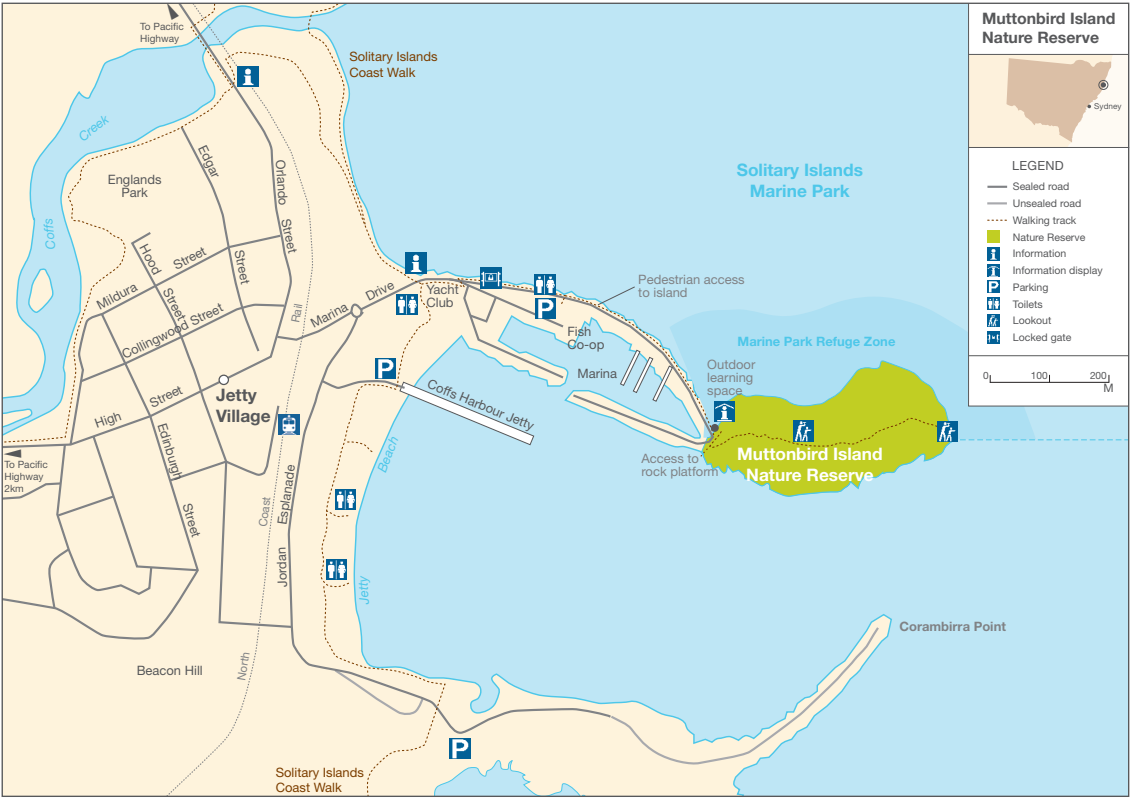 To Pacific
Highway
Solitary Islands
Coast Walk
Muttonbird Island
Nature Reserve
Sydney
Creek
Coffs
Englands
Park
Edgar
Street
Orlando
Street
Solitary Islands
Marine Park
LEGEND
Sealed road
Unsealed road
Walking track
Nature Reserve
Information
Information display
Parking
Toilets
Lookout
Locked gate
0 100 200
M
Hood
Street
Mildura Street
Collingwood Street
High Street
Rail
Marina Drive
Yacht
Club
P
Pedestrian access
to island
Fish
Co-op
Marina
Marine Park Refuge Zone
Outdoor
learning
space
P
Coffs Harbour Jetty
Jetty
Village
Edinburgh
Street
To Pacific
Highway
2km
Access to
rock platform
Muttonbird Island
Nature Reserve
Beach
Jetty
Coast
North
Jordan Esplanade
Corambirra Point
Beacon Hill
P
Solitary Islands
Coast Walk